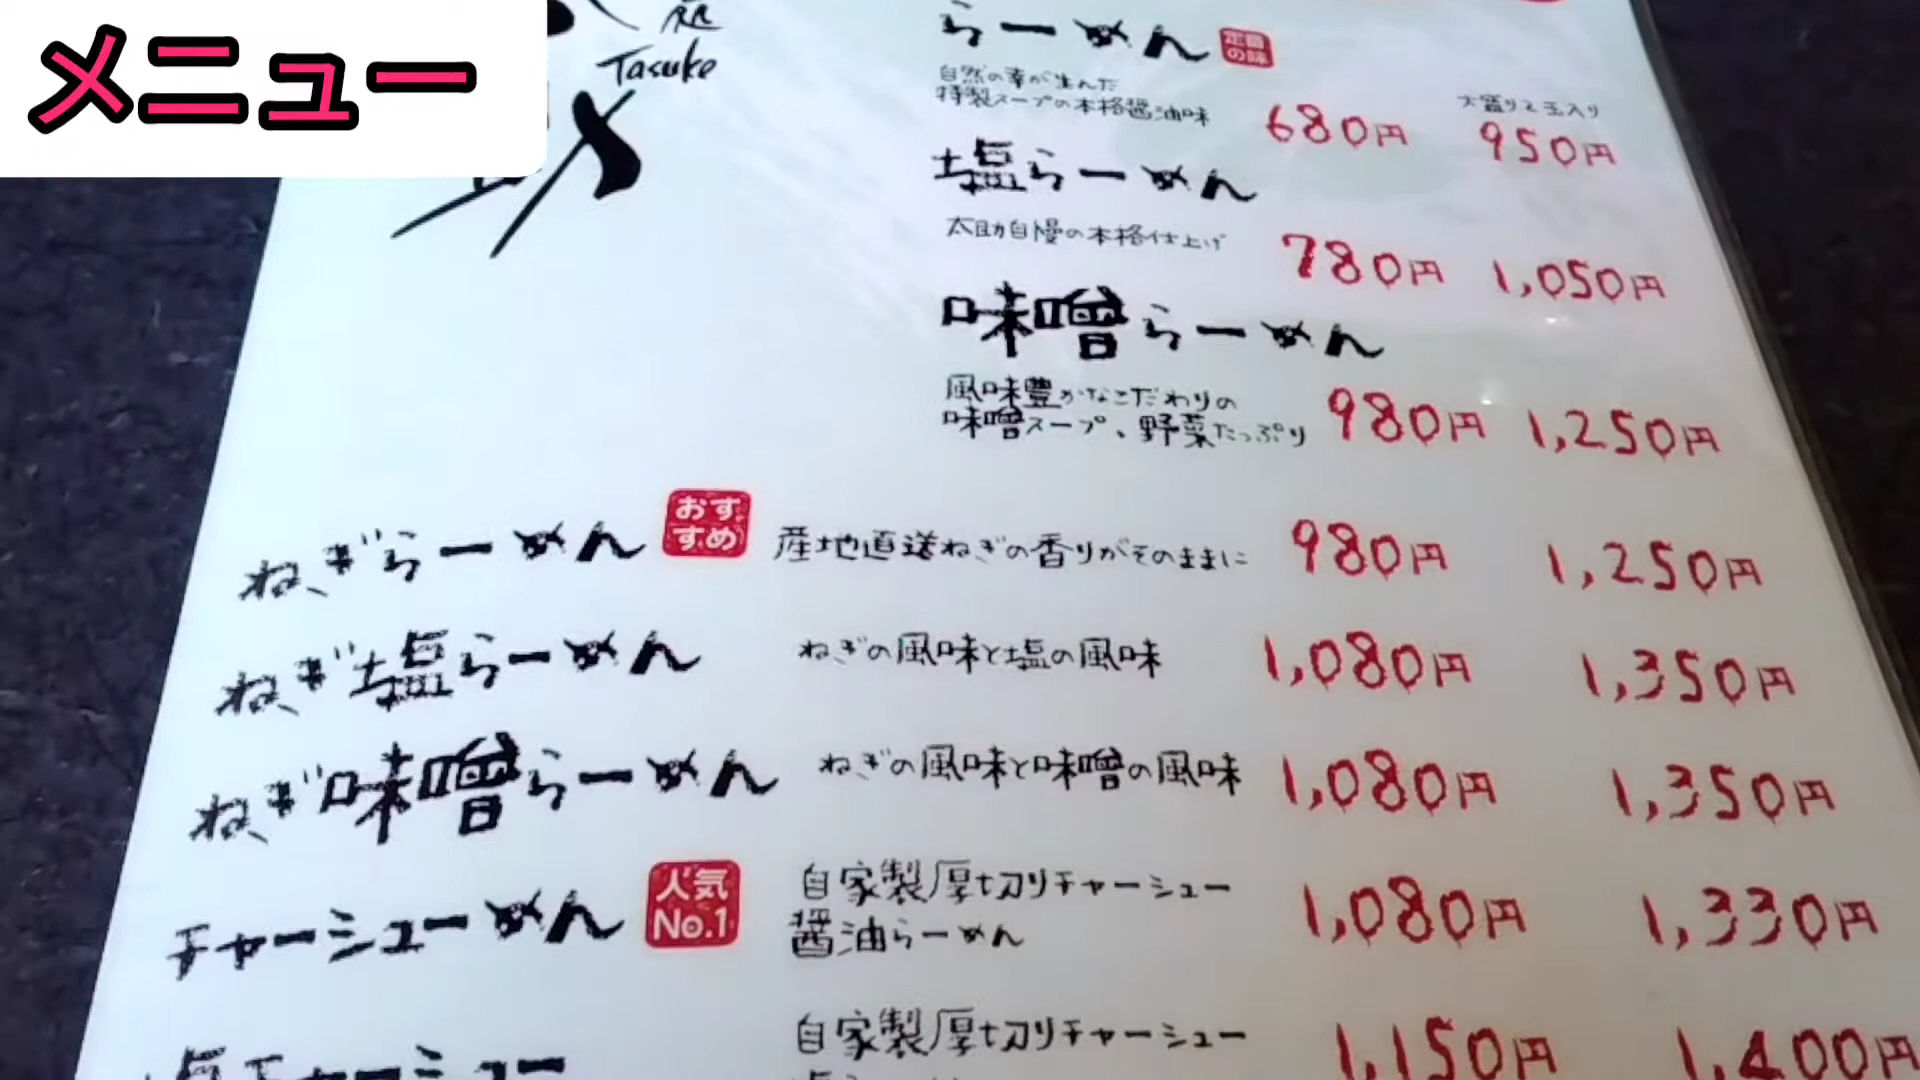 メニュー
処
Tasuke
助
らーめん
定番
の味
自然の幸が生んだ
特製スープの本格醤油味
680円
大盛り2玉入り
950円
塩らーめん
太助自慢の本格仕上げ
780円 1,050円
味噌らーめん
風味豊かなこだわりの
味噌スープ、野菜たっぷり
980円 1,250円
ねぎらーめん
おす
すめ
産地直送ねぎの香りがそのままに 980円 1,250円
ねぎ塩らーめん ねぎの風味と塩の風味 1,080円 1,350円
ねぎ味噌らーめん ねぎの風味と味噌の風味 1,080円 1,350円
チャーシューめん
人気
No.1
自家製厚切りチャーシュー
醤油らーめん
1,080円 1,330円
塩チャーシュー
自家製厚切りチャーシュー
1,150円 1,400円